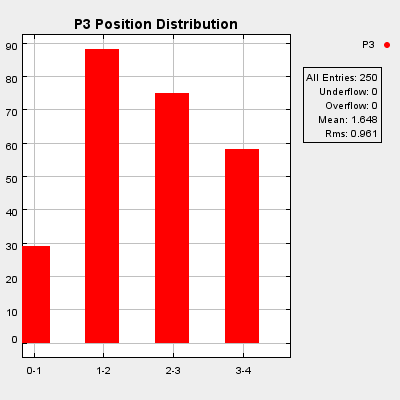 P3 Position Distribution
P3
All Entries: 250
Underflow: 0
Overflow: 0
Mean: 1.648
Rms: 0.961
90
80
70
60
50
40
30
20
10
0
0-1 1-2 2-3 3-4